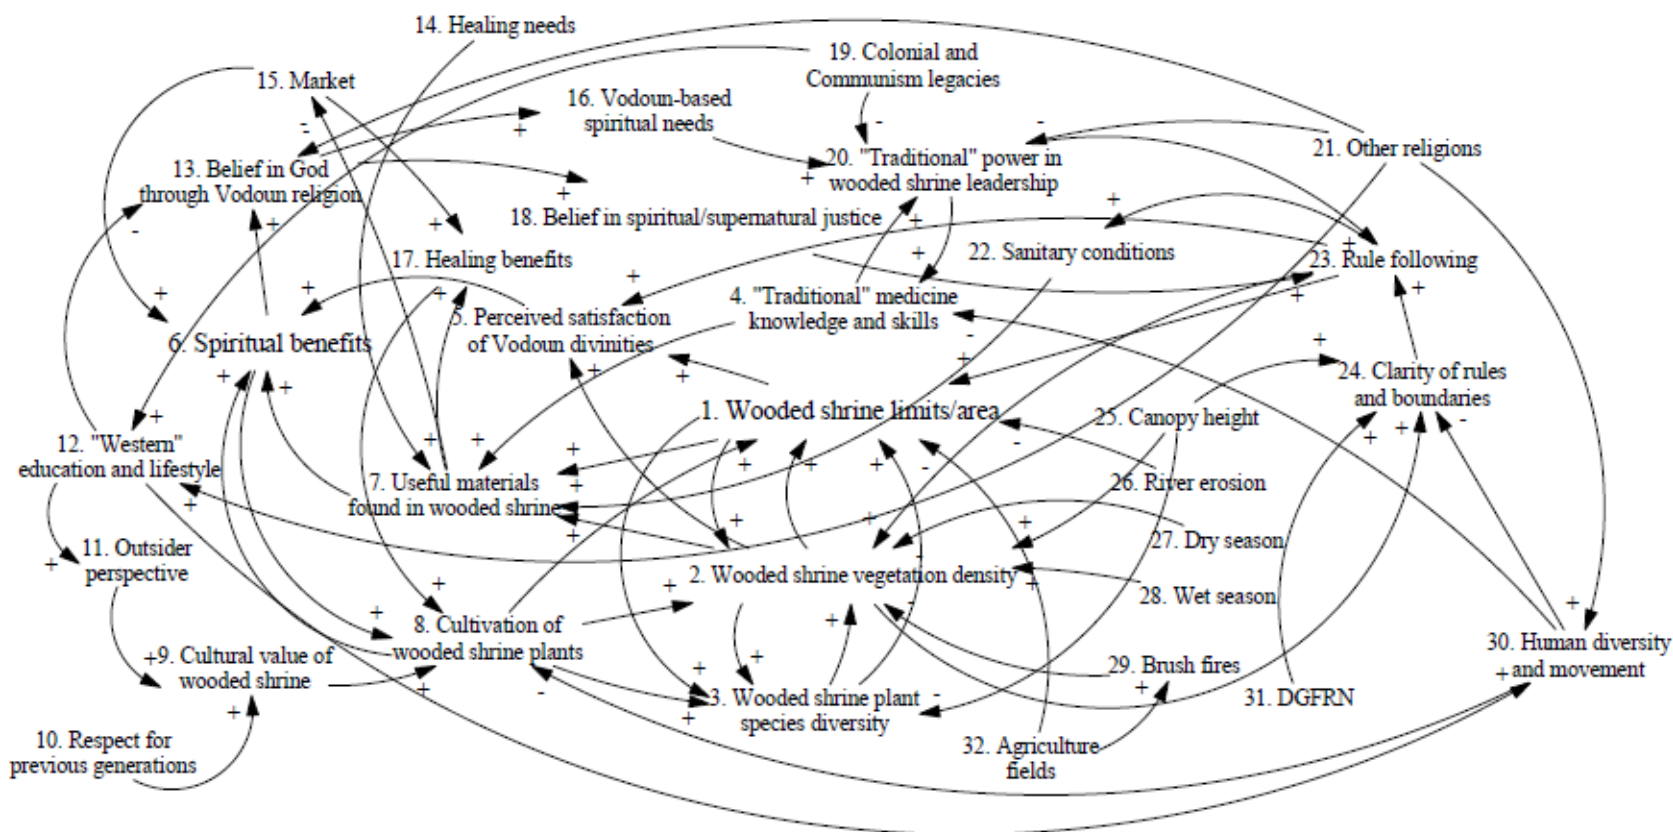 14. Healing needs
19. Colonial and
Communism legacies
15. Market
16. Vodoun-based
spiritual needs
21. Other religions
13. Belief in God
through Vodoun religion
20. "Traditional" power in
wooded shrine leadership
18. Belief in spiritual/supernatural justice
22. Sanitary conditions
23. Rule following
17. Healing benefits
4. "Traditional" medicine
knowledge and skills
5. Perceived satisfaction
of Vodoun divinities
6. Spiritual benefits
24. Clarity of rules
and boundaries
1. Wooded shrine limits/area
25. Canopy height
12. "Western"
education and lifestyle
7. Useful materials
found in wooded shrine
26. River erosion
27. Dry season
11. Outsider
perspective
2. Wooded shrine vegetation density
28. Wet season
8. Cultivation of
wooded shrine plants
30. Human diversity
and movement
9. Cultural value of
wooded shrine
29. Brush fires
3. Wooded shrine plant
species diversity
31. DGFRN
10. Respect for
previous generations
32. Agriculture
fields